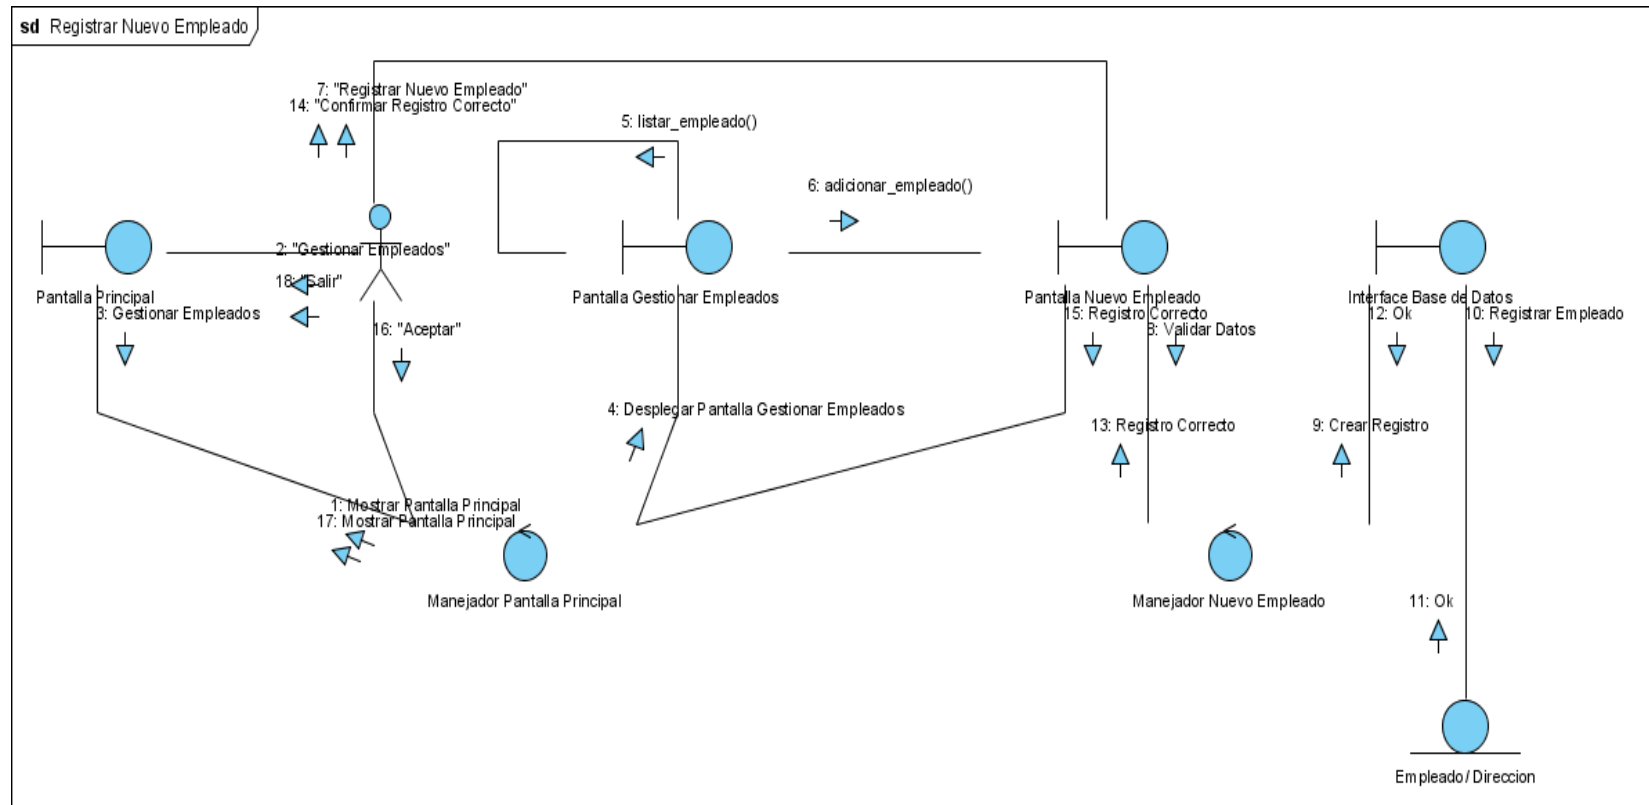 sd Registrar Nuevo Empleado
7: "Registrar Nuevo Empleado"
14: "Confirmar Registro Correcto"
5: listar_empleado()
6: adicionar_empleado()
2: "Gestionar Empleados"
18: "Salir"
Pantalla Principal
3: Gestionar Empleados
16: "Aceptar"
Pantalla Gestionar Empleados
Pantalla Nuevo Empleado
15: Registro Correcto
8: Validar Datos
Interface Base de Datos
12: Ok
10: Registrar Empleado
4: Desplegar Pantalla Gestionar Empleados
13: Registro Correcto
9: Crear Registro
1: Mostrar Pantalla Principal
17: Mostrar Pantalla Principal
Manejador Pantalla Principal
Manejador Nuevo Empleado
11: Ok
Empleado/Direccion